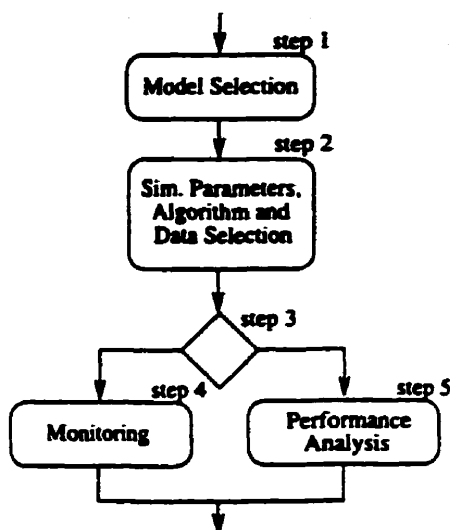 step 1
Model Selection
step 2
Sim. Parameters,
Algorithm and
Data Selection
step 3
step 4
Monitoring
step 5
Performance
Analysis